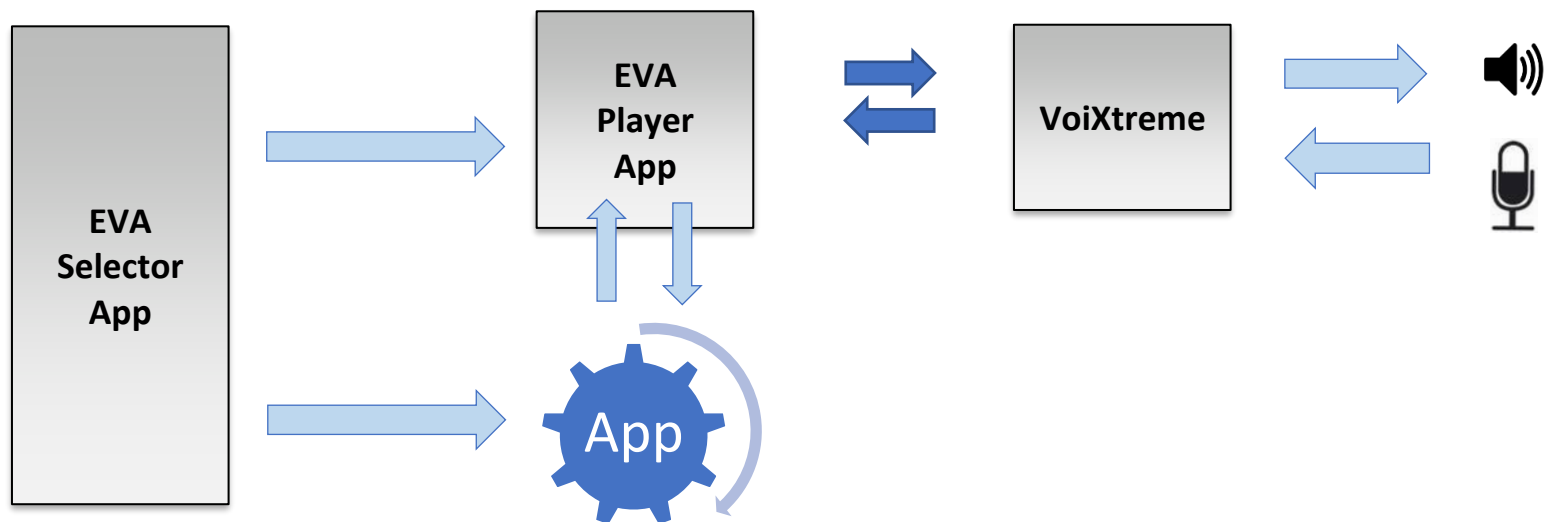 EVA
Selector
App
EVA
Player
App
App
VoiXtreme